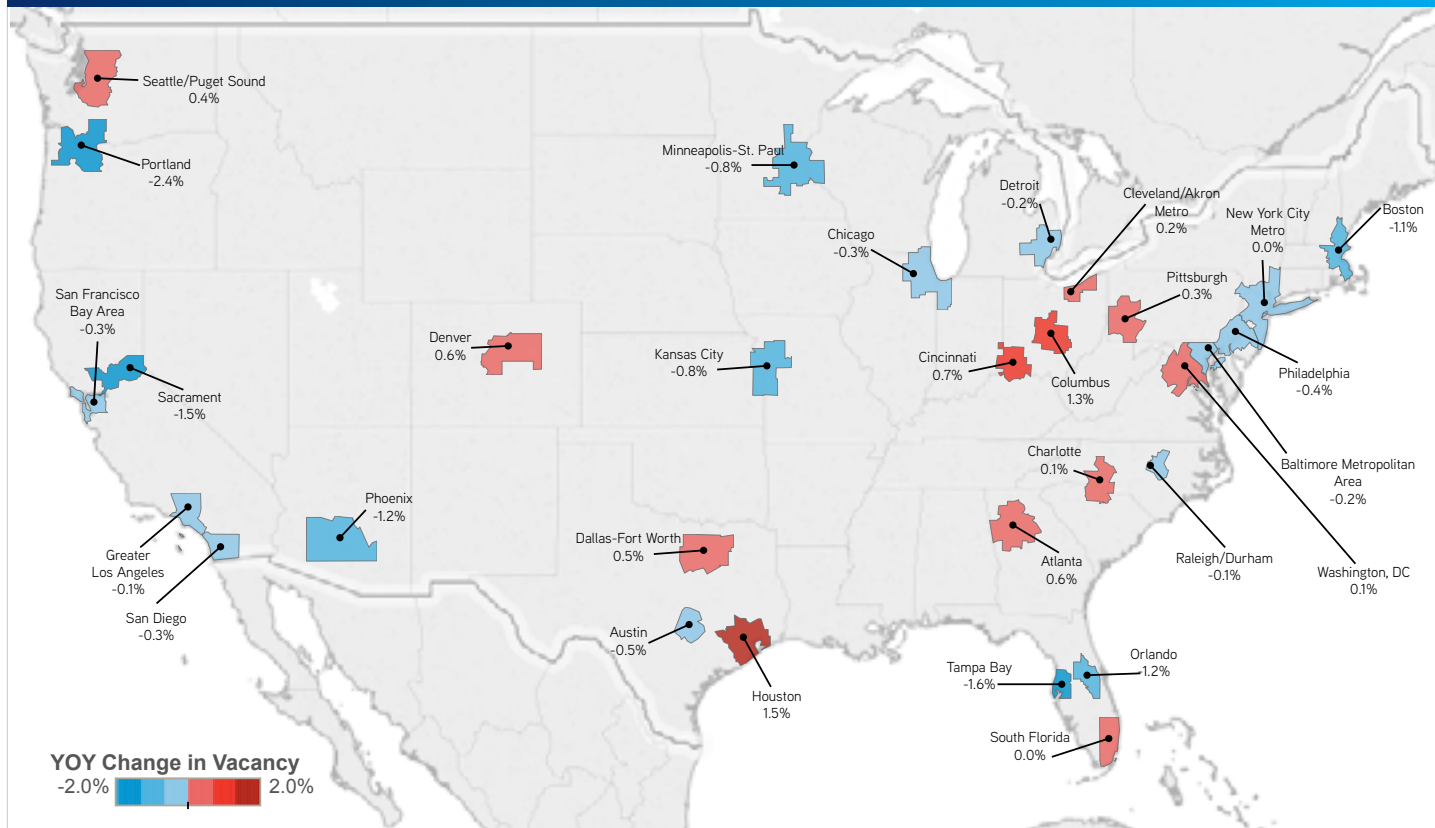 Seattle/Puget Sound
0.4%
Portland
-2.4%
Minneapolis-St. Paul
-0.8%
Detroit
-0.2%
Cleveland/Akron
Metro
0.2%
New York City
Metro
0.0%
Boston
-1.1%
Chicago
-0.3%
Pittsburgh
0.3%
San Francisco
Bay Area
-0.3%
Denver
0.6%
Kansas City
-0.8%
Cincinnati
0.7%
Columbus
1.3%
Philadelphia
-0.4%
Sacrament
-1.5%
Charlotte
0.1%
Baltimore Metropolitan
Area
-0.2%
Phoenix
-1.2%
Dallas-Fort Worth
0.5%
Greater
Los Angeles
-0.1%
Atlanta
0.6%
Raleigh/Durham
-0.1%
Washington, DC
0.1%
San Diego
-0.3%
Austin
-0.5%
Houston
1.5%
Tampa Bay
-1.6%
Orlando
-1.2%
South Florida
0.0%
YOY Change in Vacancy
-2.0% 2.0%